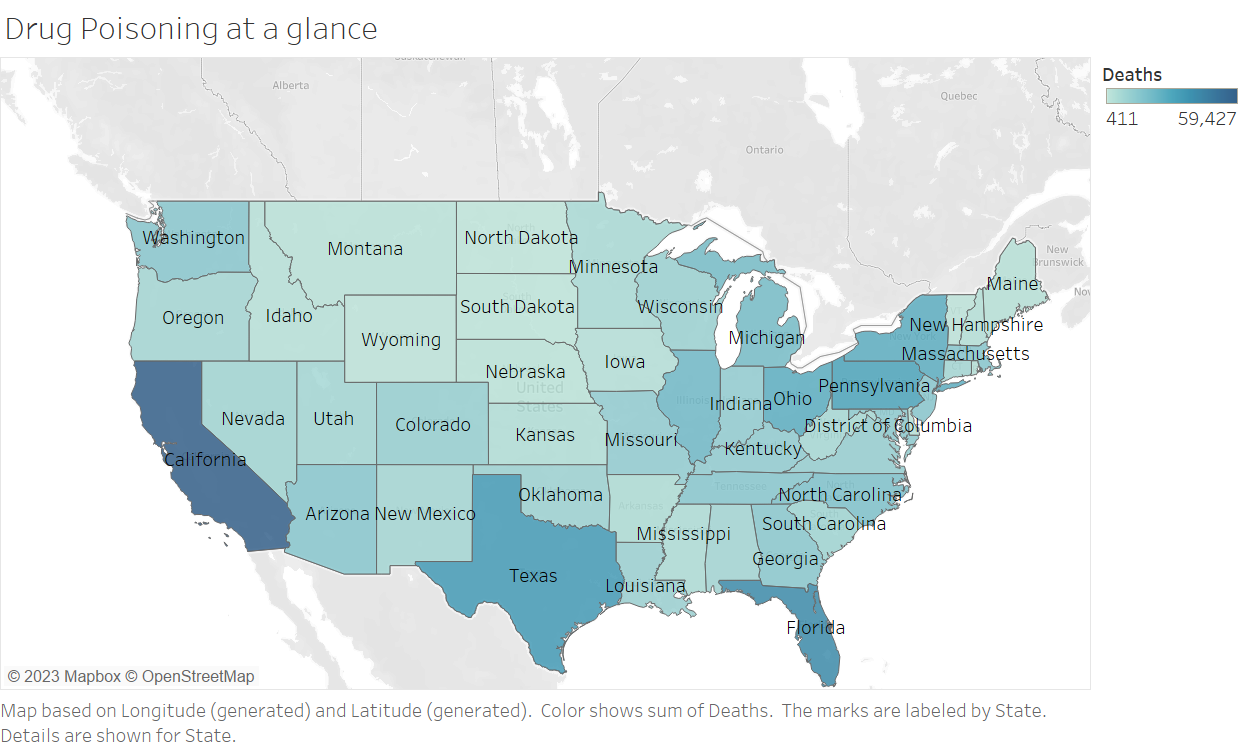 Drug Poisoning at a glance
Deaths
411 59,427
Alberta
Quebec
Ontario
New
Brunswick
Washington
Montana
North Dakota
Minnesota
Maine
Oregon
Idaho
South Dakota
Wisconsin
New Hampshire
Wyoming
Michigan
New York
Massachusetts
Iowa
Nebraska
United
States
Pennsylvania
Nevada
Utah
Colorado
Kansas
Missouri
Illinois
Indiana
Ohio
District of Columbia
Kentucky
California
Arizona
New Mexico
Oklahoma
Arkansas
Tennessee
North
North Carolina
Mississippi
South Carolina
Georgia
Texas
Louisiana
Florida
© 2023 Mapbox © OpenStreetMap
Map based on Longitude (generated) and Latitude (generated).  Color shows sum of Deaths.  The marks are labeled by State.
Details are shown for State.